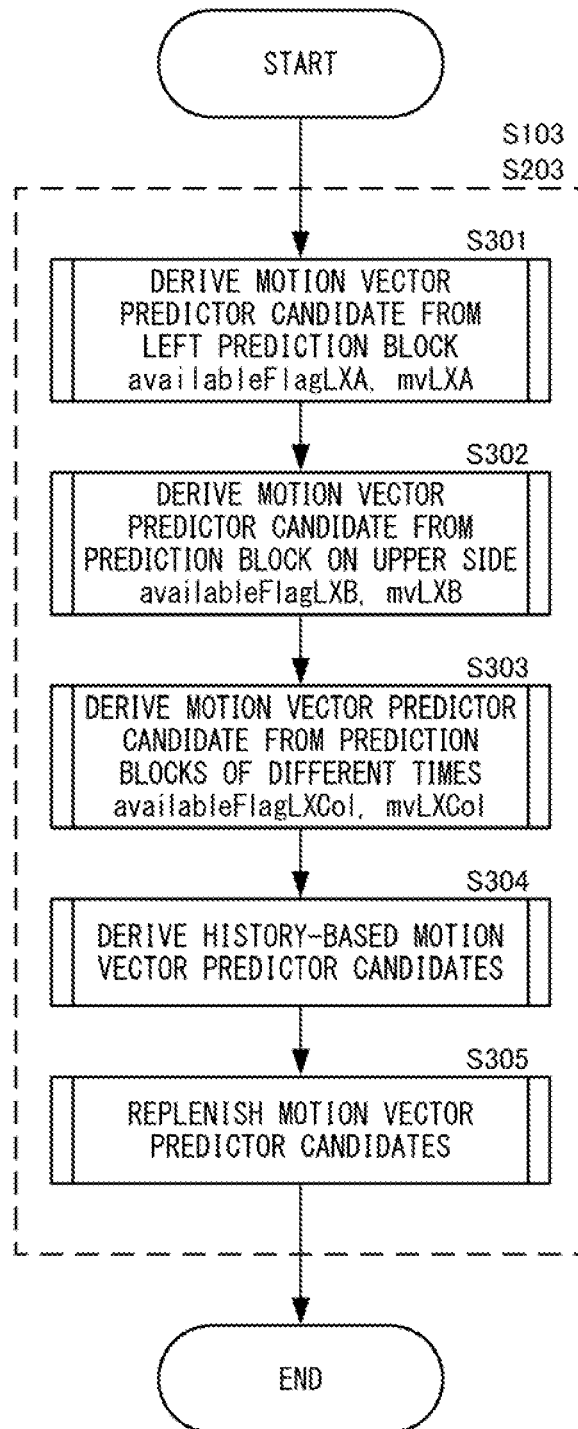 START
S103
S203
S301
DERIVE MOTION VECTOR
PREDICTOR CANDIDATE FROM
LEFT PREDICTION BLOCK
availableFlagLXA, mvLXA
S302
DERIVE MOTION VECTOR
PREDICTOR CANDIDATE FROM
PREDICTION BLOCK ON UPPER SIDE
availableFlagLXB, mvLXB
S303
DERIVE MOTION VECTOR PREDICTOR
CANDIDATE FROM PREDICTION
BLOCKS OF DIFFERENT TIMES
availableFlagLXCol, mvLXCol
S304
DERIVE HISTORY-BASED MOTION
VECTOR PREDICTOR CANDIDATES
S305
REPLENISH MOTION VECTOR
PREDICTOR CANDIDATES
END